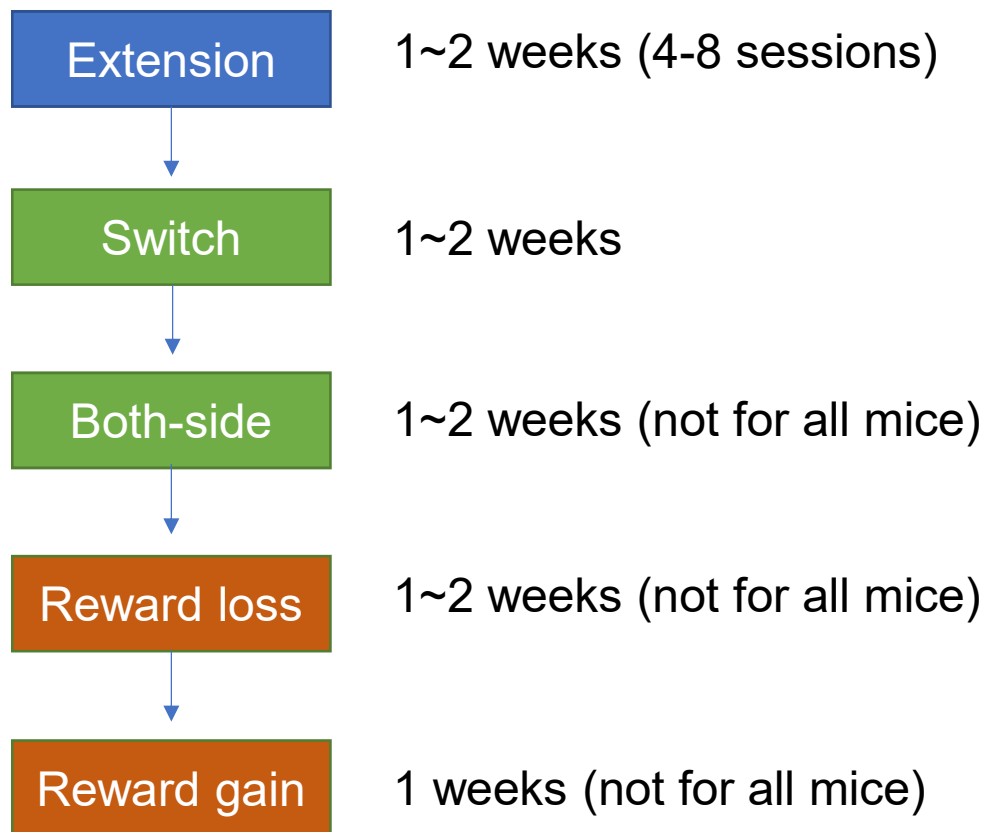 Extension 1~2 weeks (4-8 sessions)
Switch 1~2 weeks
Both-side 1~2 weeks (not for all mice)
Reward loss 1~2 weeks (not for all mice)
Reward gain 1 weeks (not for all mice)